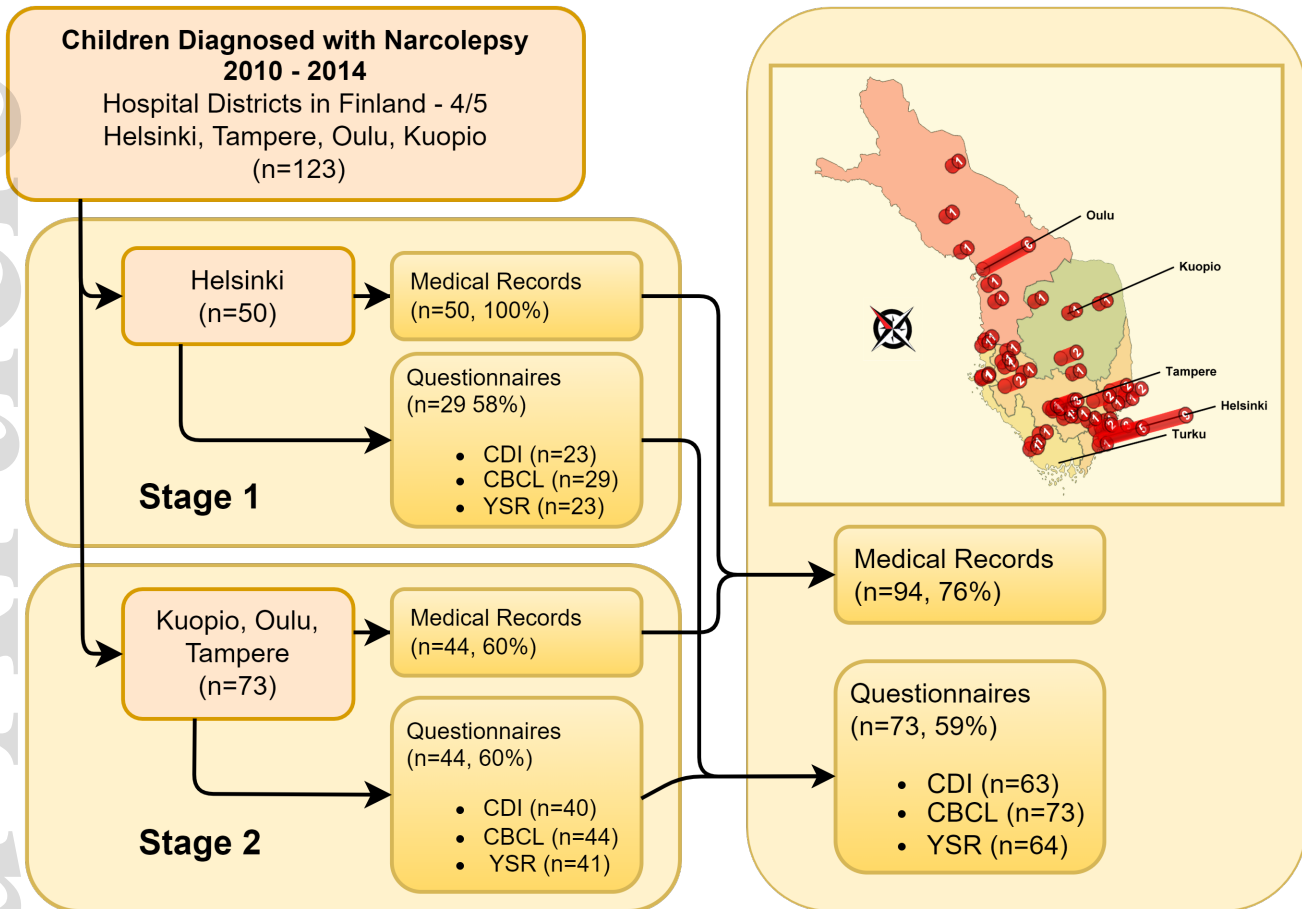 Children Diagnosed with Narcolepsy
2010 - 2014
Hospital Districts in Finland - 4/5
Helsinki, Tampere, Oulu, Kuopio
(n=123)
Helsinki
(n=50)
Medical Records
(n=50, 100%)
Questionnaires
(n=29 58%)
• CDI (n=23)
• CBCL (n=29)
• YSR (n=23)
Stage 1
Kuopio, Oulu,
Tampere
(n=73)
Medical Records
(n=44, 60%)
Questionnaires
(n=44, 60%)
• CDI (n=40)
• CBCL (n=44)
• YSR (n=41)
Stage 2
Oulu
Kuopio
Tampere
Helsinki
Turku
Medical Records
(n=94, 76%)
Questionnaires
(n=73, 59%)
• CDI (n=63)
• CBCL (n=73)
• YSR (n=64)